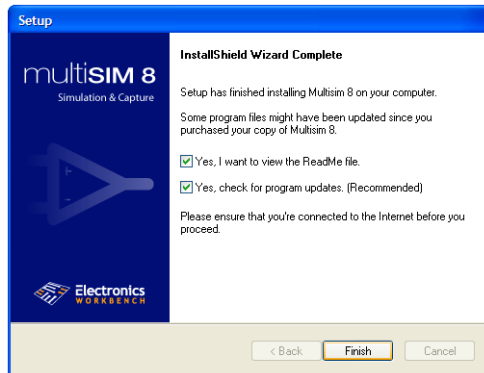 Setup
multiSIM 8
Simulation & Capture
InstallShield Wizard Complete
Setup has finished installing Multisim 8 on your computer.
Some program files might have been updated since you
purchased your copy of Multisim 8.
Yes, I want to view the ReadMe file.
Yes, check for program updates. (Recommended)
Please ensure that you're connected to the Internet before you
proceed.
Electronics
WORKBENCH
< Back
Finish
Cancel